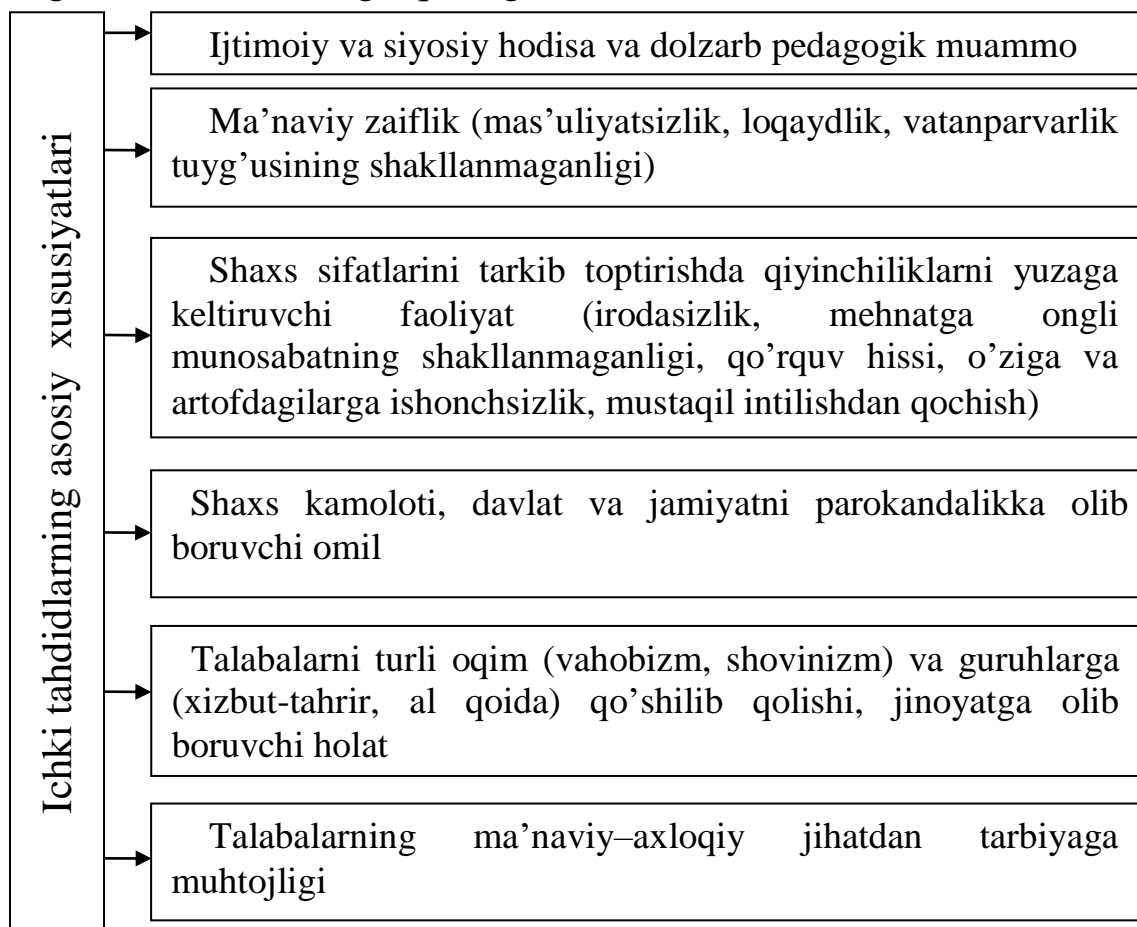 Ichki tahdidlarning asosiy xususiyatlari
Ijtimoiy va siyosiy hodisa va dolzarb pedagogik muammo
Ma’naviy zaiflik (mas’uliyatsizlik, loqaydlik, vatanparvarlik
tuyg’usining shakllanmaganligi)
Shaxs sifatlarini tarkib toptirishda qiyinchiliklarni yuzaga
keltiruvchi faoliyat (irodasizlik, mehnatga ongli
munosabatning shakllanmaganligi, qo’rquv hissi, o’ziga va
artofdagilarga ishonchsizlik, mustaqil intilishdan qochish)
Shaxs kamoloti, davlat va jamiyatni parokandalikka olib
boruvchi omil
Talabalarni turli oqim (vahobizm, shovinizm) va guruhlarga
(xizbut-tahrir, al qoida) qo’shilib qolishi, jinoyatga olib
boruvchi holat
Talabalarning ma’naviy–axloqiy jihatdan tarbiyaga
muhtojligi